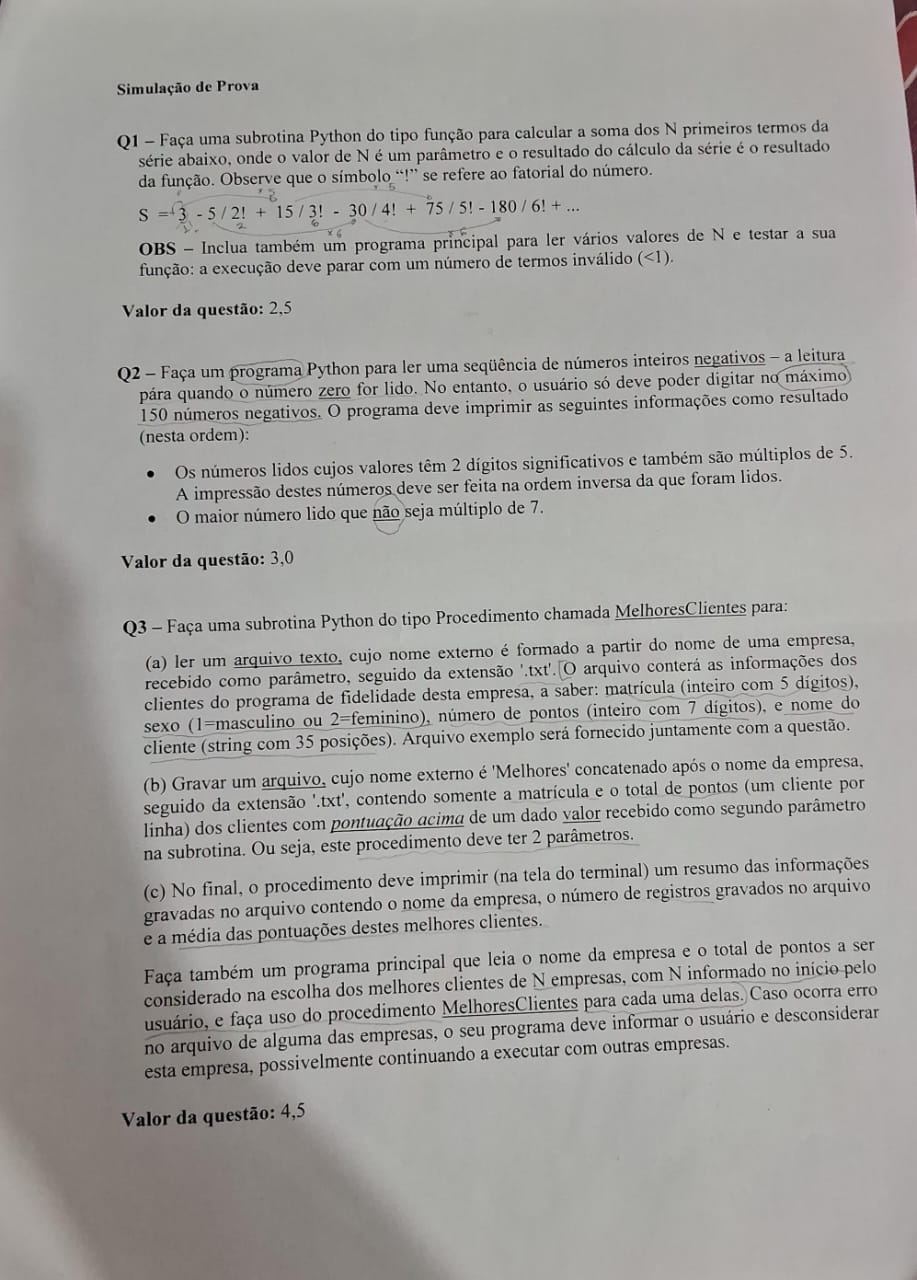 Simulação de Prova
Q1 – Faça uma subrotina Python do tipo função para calcular a soma dos N primeiros termos da
série abaixo, onde o valor de N é um parâmetro e o resultado do cálculo da série é o resultado
da função. Observe que o símbolo “!” se refere ao fatorial do número.
S = 3 - 5 / 2! + 15 / 3! - 30 / 4! + 75 / 5! - 180 / 6! + ...
OBS – Inclua também um programa principal para ler vários valores de N e testar a sua
função: a execução deve parar com um número de termos inválido (<1).
Valor da questão: 2,5
Q2 – Faça um programa Python para ler uma seqüência de números inteiros negativos – a leitura
pára quando o número zero for lido. No entanto, o usuário só deve poder digitar no máximo
150 números negativos. O programa deve imprimir as seguintes informações como resultado
(nesta ordem):
• Os números lidos cujos valores têm 2 dígitos significativos e também são múltiplos de 5.
A impressão destes números deve ser feita na ordem inversa da que foram lidos.
• O maior número lido que não seja múltiplo de 7.
Valor da questão: 3,0
Q3 – Faça uma subrotina Python do tipo Procedimento chamada MelhoresClientes para:
(a) ler um arquivo texto, cujo nome externo é formado a partir do nome de uma empresa,
recebido como parâmetro, seguido da extensão '.txt'. O arquivo conterá as informações dos
clientes do programa de fidelidade desta empresa, a saber: matrícula (inteiro com 5 dígitos),
sexo (1=masculino ou 2=feminino), número de pontos (inteiro com 7 dígitos), e nome do
cliente (string com 35 posições). Arquivo exemplo será fornecido juntamente com a questão.
(b) Gravar um arquivo, cujo nome externo é 'Melhores' concatenado após o nome da empresa,
seguido da extensão '.txt', contendo somente a matrícula e o total de pontos (um cliente por
linha) dos clientes com pontuação acima de um dado valor recebido como segundo parâmetro
na subrotina. Ou seja, este procedimento deve ter 2 parâmetros.
(c) No final, o procedimento deve imprimir (na tela do terminal) um resumo das informações
gravadas no arquivo contendo o nome da empresa, o número de registros gravados no arquivo
e a média das pontuações destes melhores clientes.
Faça também um programa principal que leia o nome da empresa e o total de pontos a ser
considerado na escolha dos melhores clientes de N empresas, com N informado no início pelo
usuário, e faça uso do procedimento MelhoresClientes para cada uma delas. Caso ocorra erro
no arquivo de alguma das empresas, o seu programa deve informar o usuário e desconsiderar
esta empresa, possivelmente continuando a executar com outras empresas.
Valor da questão: 4,5